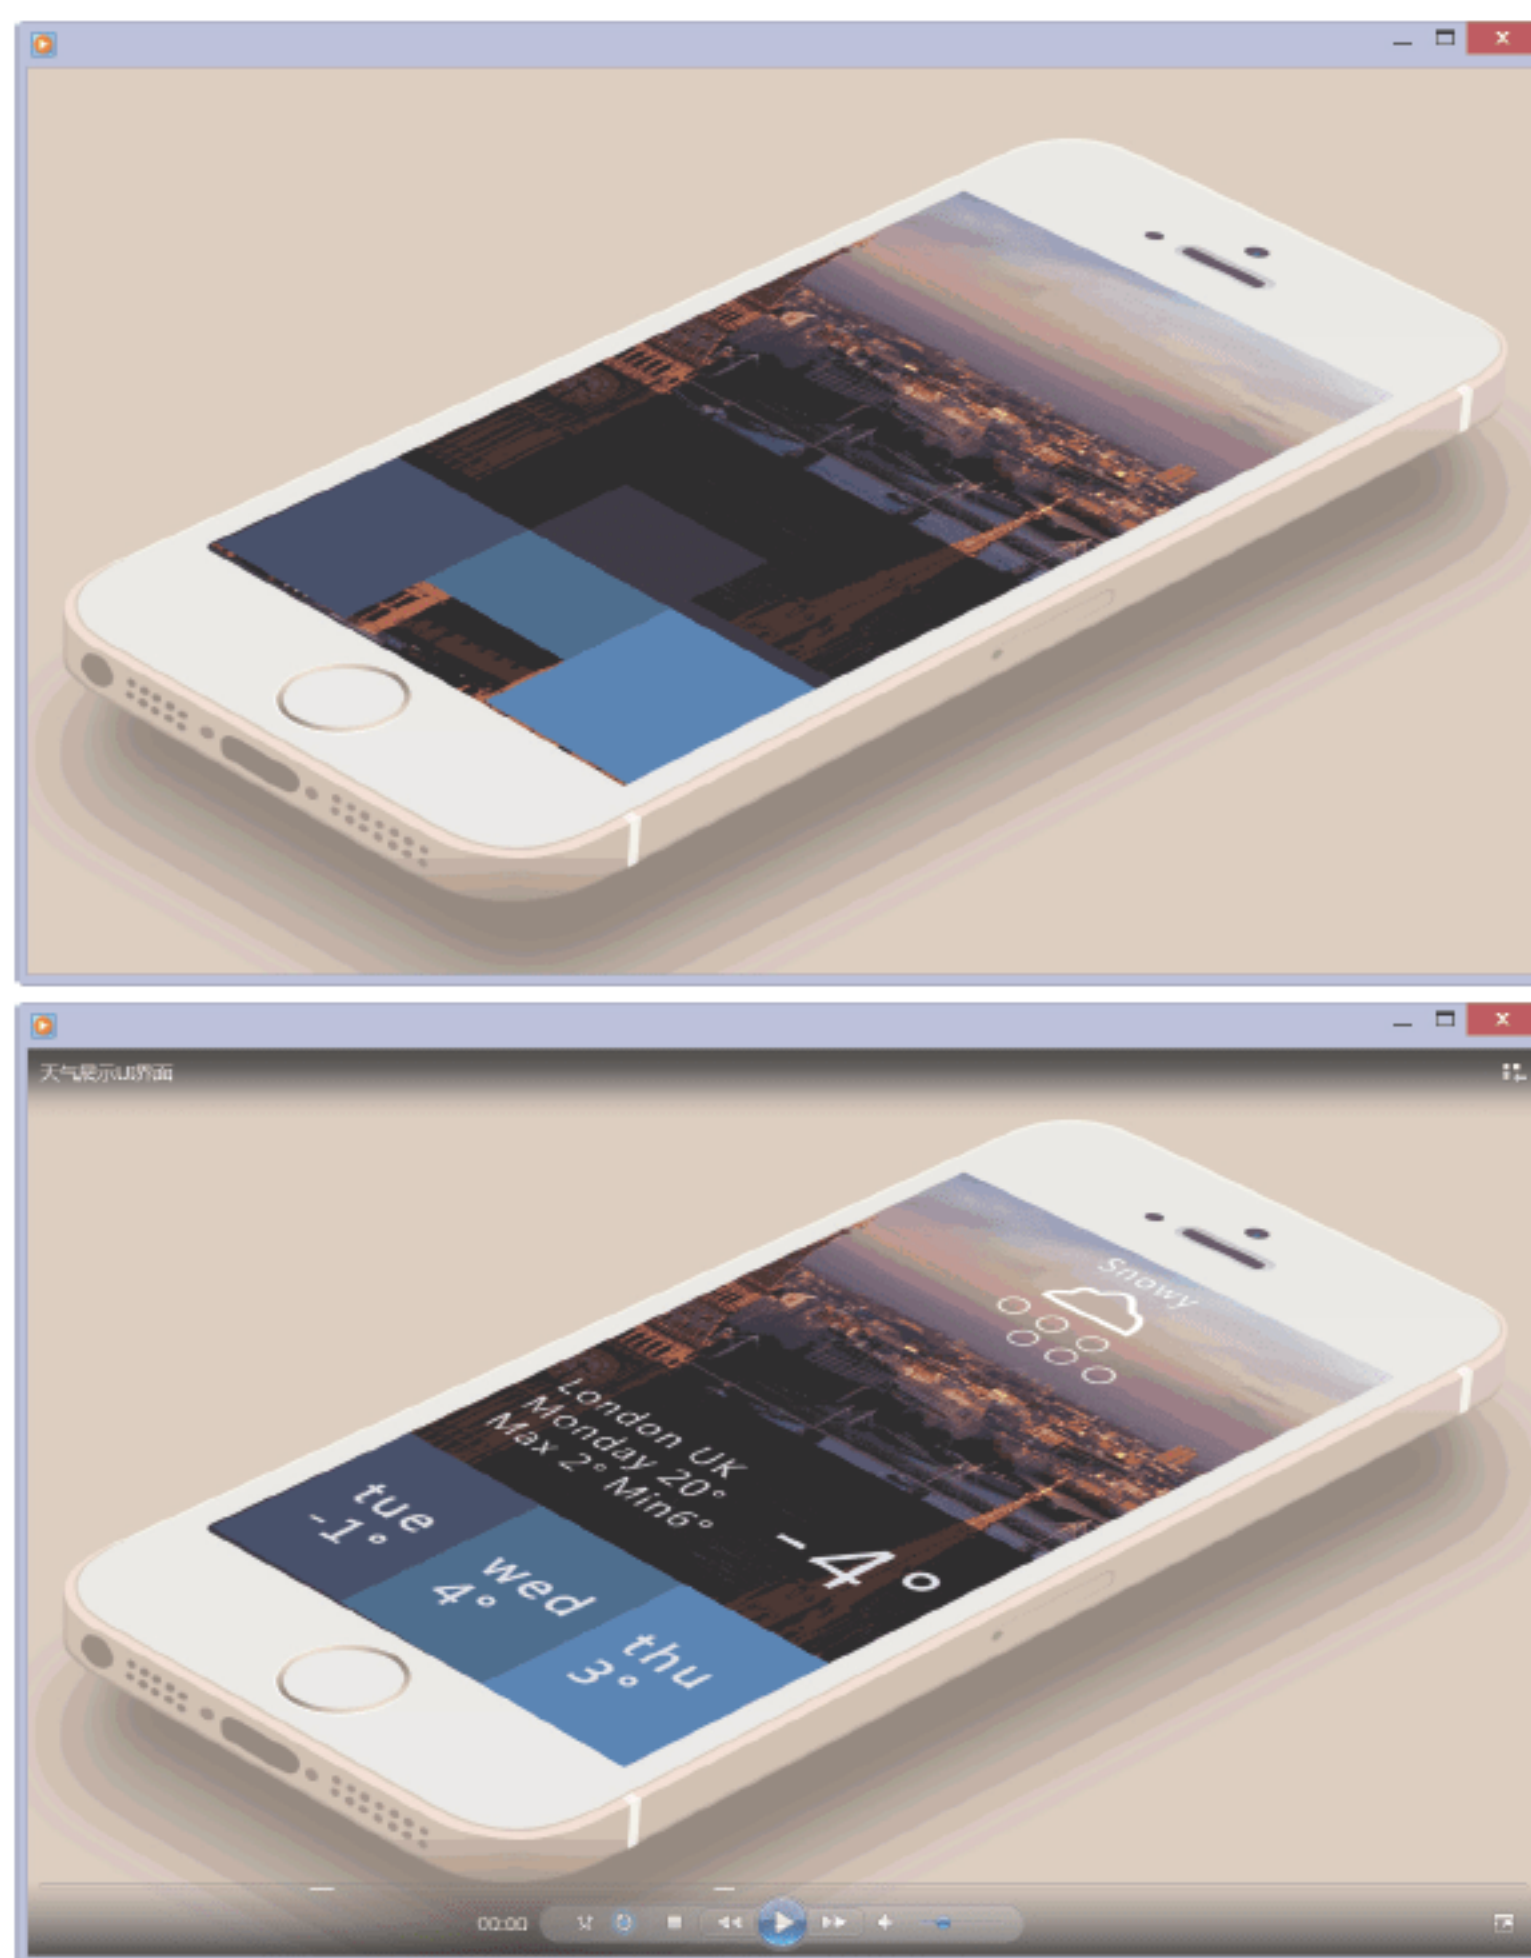 天气展示UI界面
Snowy
London UK
Monday 20°
Max 2° Min6°
-4°
tue
-1°
wed
4°
thu
3°
00:00